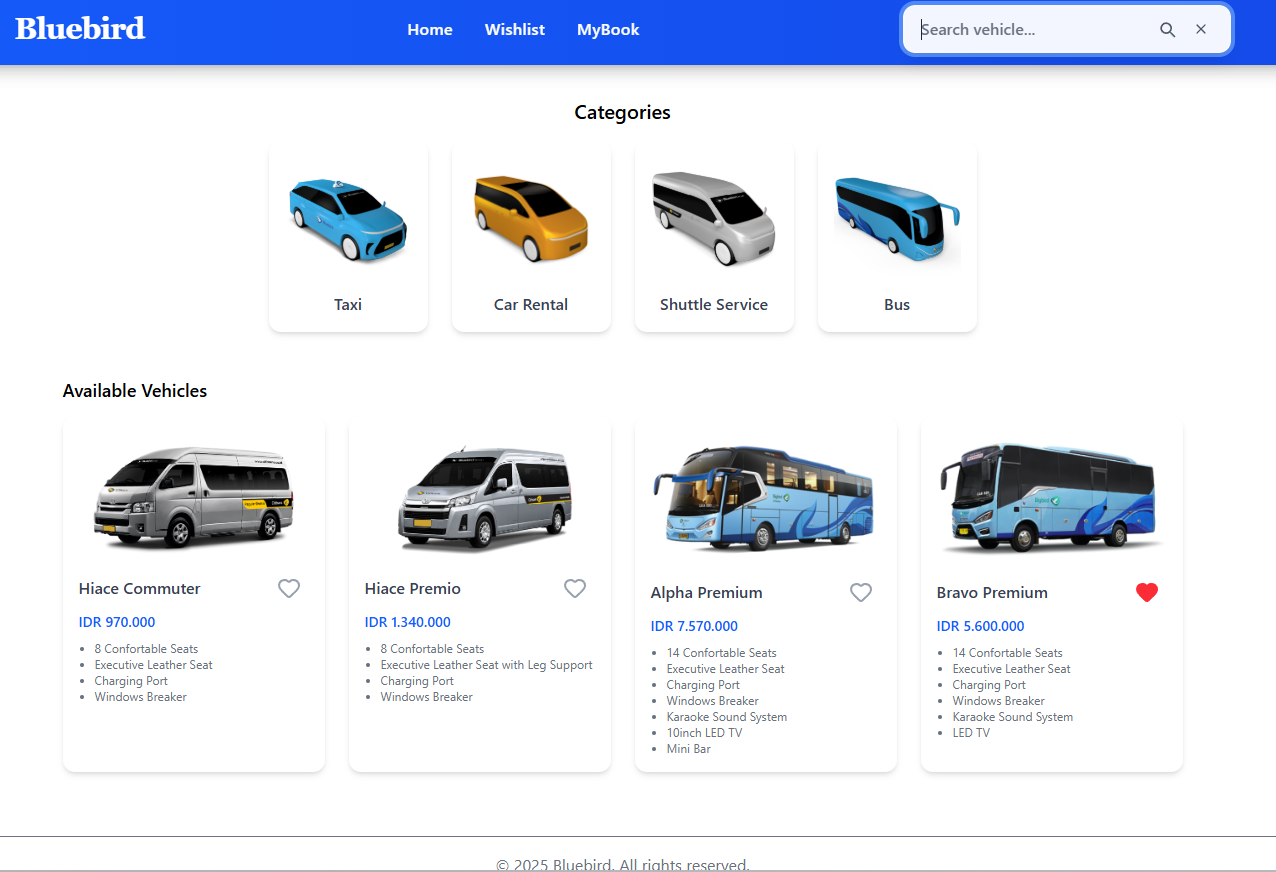 Bluebird
Home Wishlist MyBook
Search vehicle...
Categories
Taxi
Car Rental
Shuttle Service
Bus
Available Vehicles
Hiace Commuter
IDR 970.000
8 Confortable Seats
Executive Leather Seat
Charging Port
Windows Breaker
Hiace Premio
IDR 1.340.000
8 Confortable Seats
Executive Leather Seat with Leg Support
Charging Port
Windows Breaker
Alpha Premium
IDR 7.570.000
14 Confortable Seats
Executive Leather Seat
Charging Port
Windows Breaker
Karaoke Sound System
10inch LED TV
Mini Bar
Bravo Premium
IDR 5.600.000
14 Confortable Seats
Executive Leather Seat
Charging Port
Windows Breaker
Karaoke Sound System
LED TV
© 2025 Bluebird. All rights reserved.